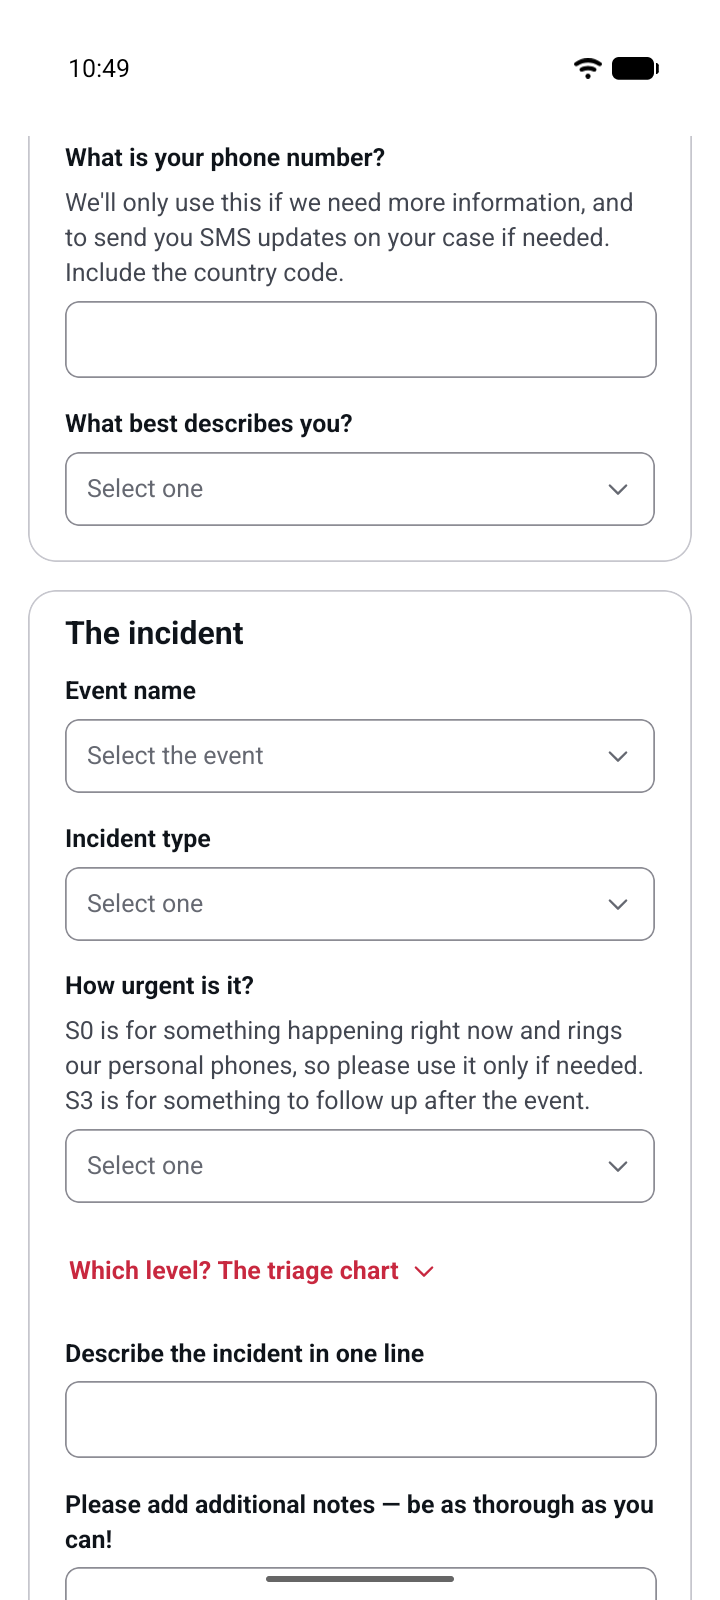 10:49
What is your phone number?
We'll only use this if we need more information, and
to send you SMS updates on your case if needed.
Include the country code.
What best describes you?
Select one
The incident
Event name
Select the event
Incident type
Select one
How urgent is it?
S0 is for something happening right now and rings
our personal phones, so please use it only if needed.
S3 is for something to follow up after the event.
Select one
Which level? The triage chart
Describe the incident in one line
Please add additional notes — be as thorough as you
can!